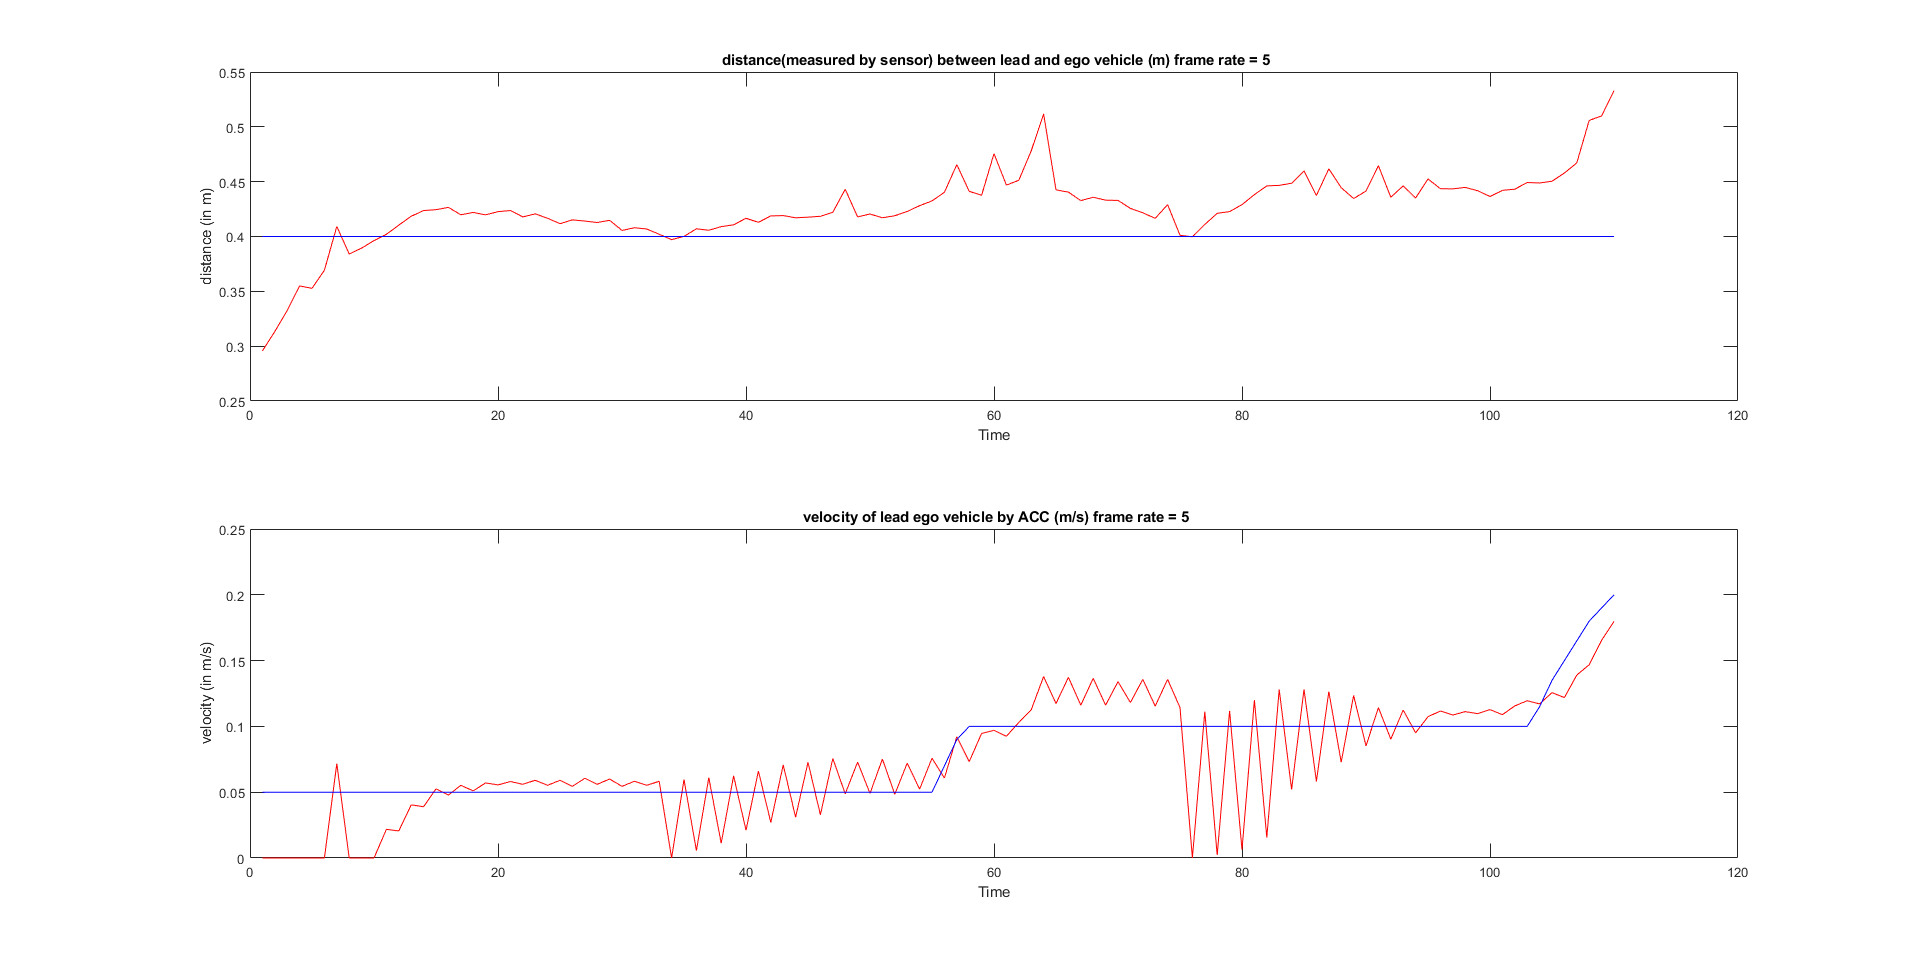 distance(measured by sensor) between lead and ego vehicle (m) frame rate = 5
0.55
0.5
0.45
0.4
0.35
0.3
0.25
distance (in m)
0 20 40 60 80 100 120
Time
velocity of lead ego vehicle by ACC (m/s) frame rate = 5
0.25
0.2
0.15
0.1
0.05
0
velocity (in m/s)
0 20 40 60 80 100 120
Time